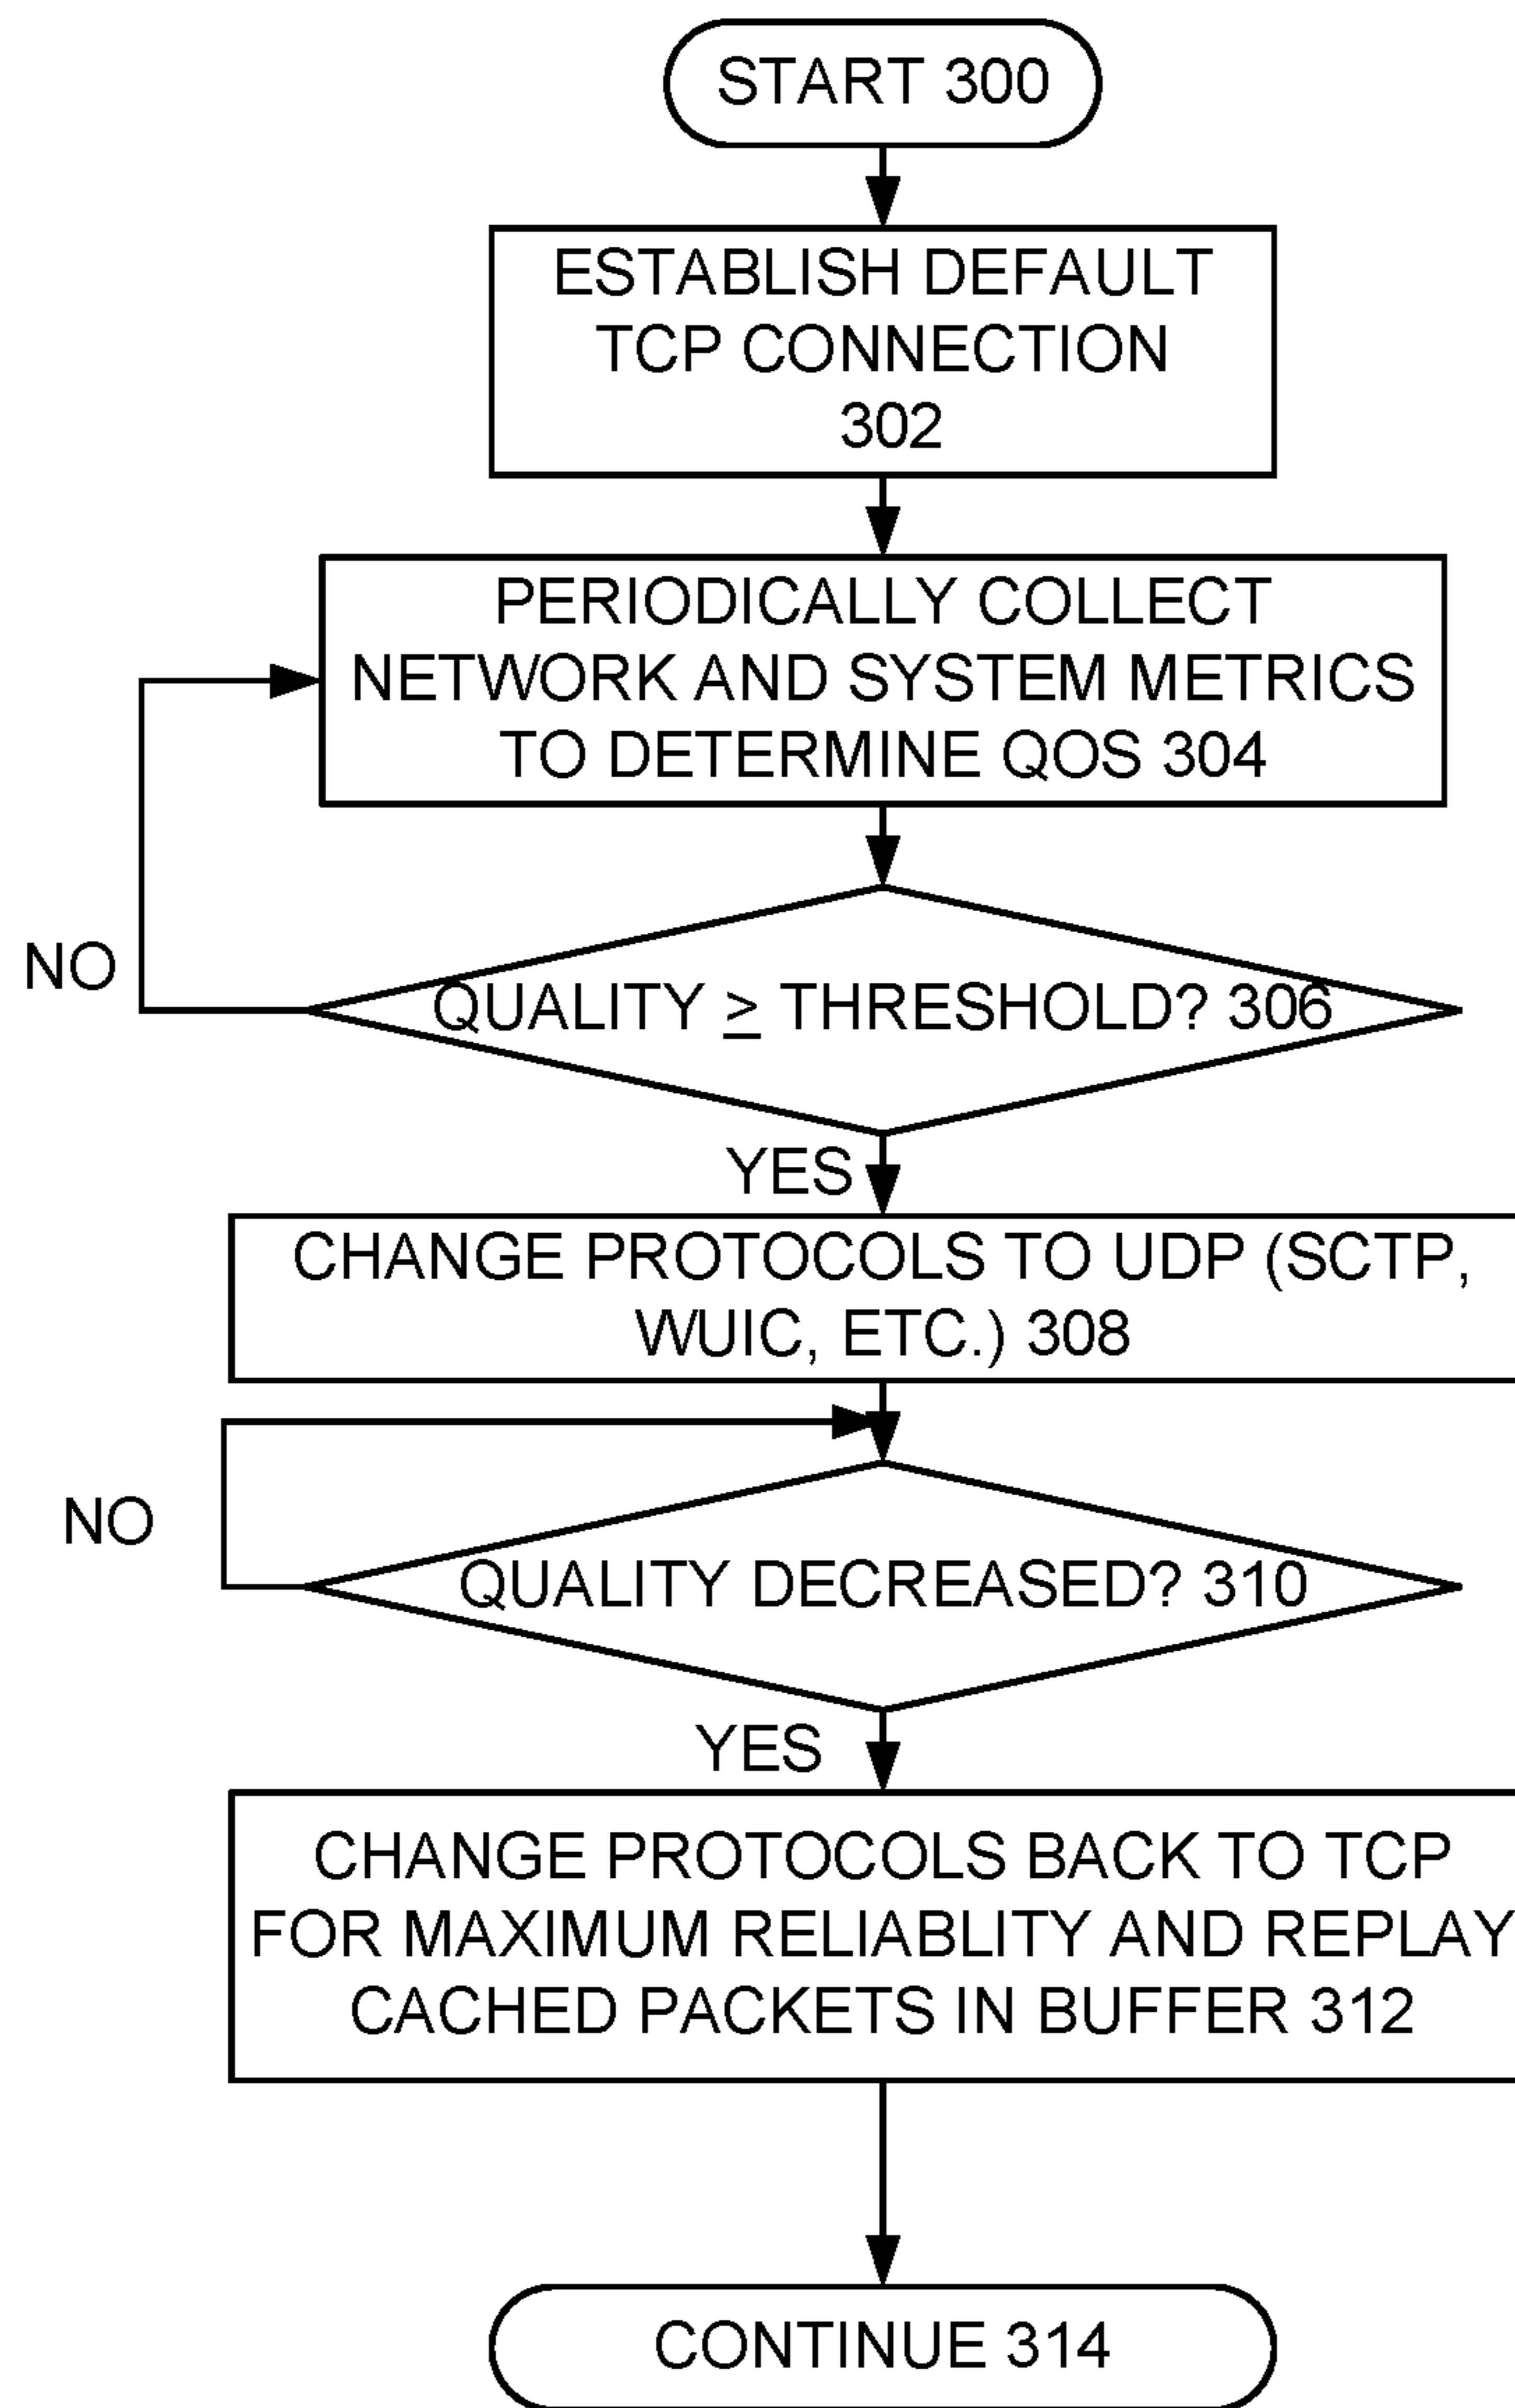 START 300
ESTABLISH DEFAULT
TCP CONNECTION
302
PERIODICALLY COLLECT
NETWORK AND SYSTEM METRICS
TO DETERMINE QOS 304
NO
QUALITY ≥ THRESHOLD? 306
YES
CHANGE PROTOCOLS TO UDP (SCTP,
WUIC, ETC.) 308
NO
QUALITY DECREASED? 310
YES
CHANGE PROTOCOLS BACK TO TCP
FOR MAXIMUM RELIABLITY AND REPLAY
CACHED PACKETS IN BUFFER 312
CONTINUE 314